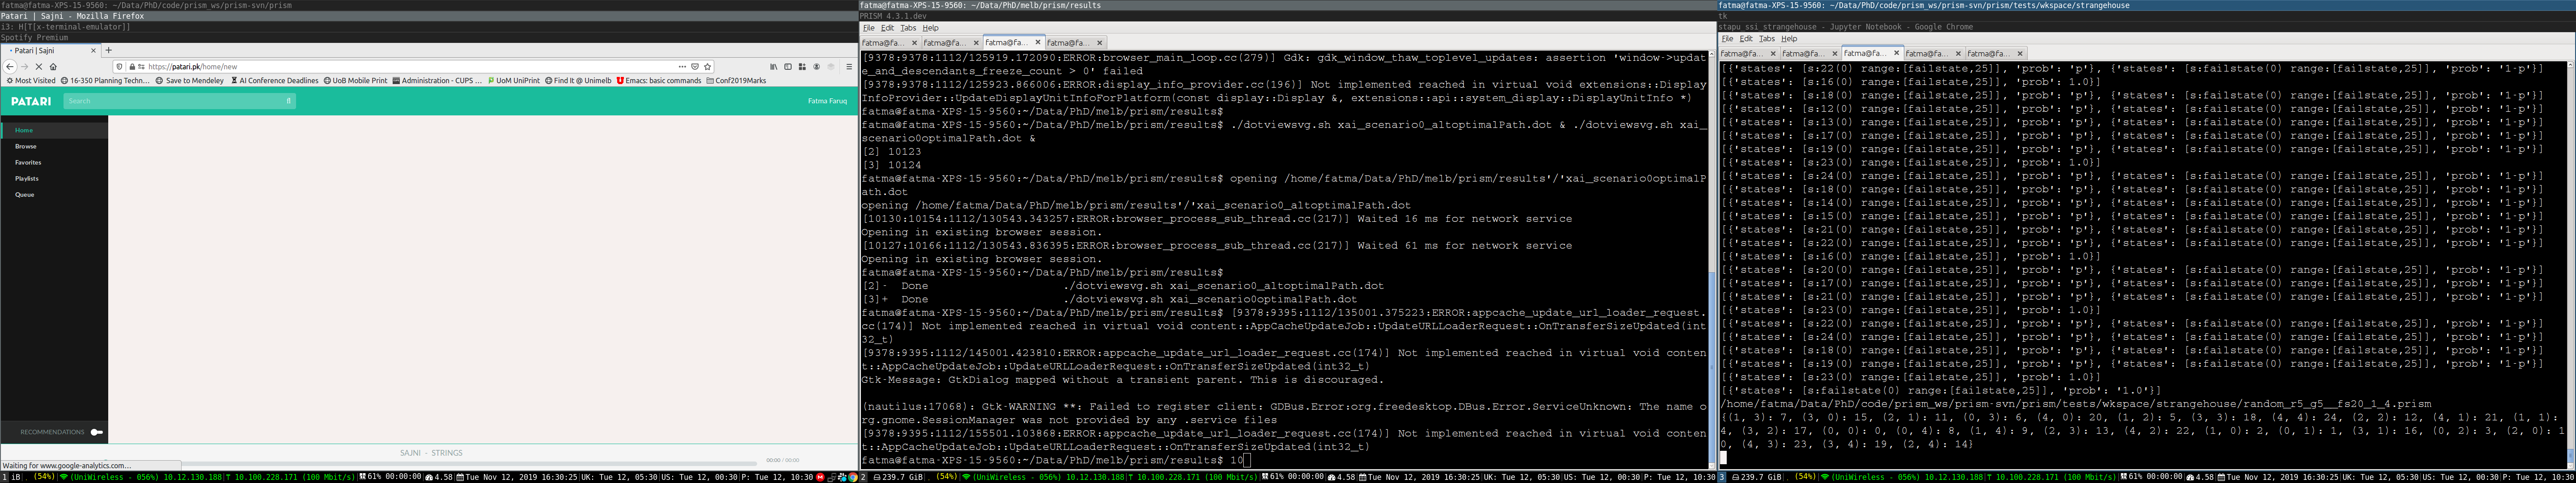 fatma@fatma-XPS-15-9560: ~/Data/PhD/code/prism_ws/prism-svn/prism
Patari | Sajni - Mozilla Firefox
i3: H[T[x-terminal-emulator]]
Spotify Premium
Patari | Sajni
https://patari.pk/home/new
Most Visited 16-350 Planning Techn… Save to Mendeley AI Conference Deadlines UoB Mobile Print Administration - CUPS … UoM UniPrint Find It @ Unimelb Emacs: basic commands Conf2019Marks
PATARI Search Fatma Faruq
Home
Browse
Favorites
Playlists
Queue
RECOMMENDATIONS
SAJNI - STRINGS
Waiting for www.google-analytics.com…
00:00 / 00:00
fatma@fatma-XPS-15-9560: ~/Data/PhD/melb/prism/results
PRISM 4.3.1.dev
File Edit Tabs Help
fatma@fa… fatma@fa… fatma@fa… fatma@fa…
[9378:9378:1112/125919.172090:ERROR:browser_main_loop.cc(279)] Gdk: gdk_window_thaw_toplevel_updates: assertion 'window->updat
e_and_descendants_freeze_count > 0' failed
[9378:9378:1112/125923.866006:ERROR:display_info_provider.cc(196)] Not implemented reached in virtual void extensions::Display
InfoProvider::UpdateDisplayUnitInfoForPlatform(const display::Display &, extensions::api::system_display::DisplayUnitInfo *)
fatma@fatma-XPS-15-9560:~/Data/PhD/melb/prism/results$
fatma@fatma-XPS-15-9560:~/Data/PhD/melb/prism/results$ ./dotviewsvg.sh xai_scenario0_altoptimalPath.dot & ./dotviewsvg.sh xai_
scenario0optimalPath.dot &
[2] 10123
[3] 10124
fatma@fatma-XPS-15-9560:~/Data/PhD/melb/prism/results$ opening /home/fatma/Data/PhD/melb/prism/results'/'xai_scenario0optimalP
ath.dot
opening /home/fatma/Data/PhD/melb/prism/results'/'xai_scenario0_altoptimalPath.dot
[10130:10154:1112/130543.343257:ERROR:browser_process_sub_thread.cc(217)] Waited 16 ms for network service
Opening in existing browser session.
[10127:10166:1112/130543.836395:ERROR:browser_process_sub_thread.cc(217)] Waited 61 ms for network service
Opening in existing browser session.
fatma@fatma-XPS-15-9560:~/Data/PhD/melb/prism/results$
[2]- Done ./dotviewsvg.sh xai_scenario0_altoptimalPath.dot
[3]+ Done ./dotviewsvg.sh xai_scenario0optimalPath.dot
fatma@fatma-XPS-15-9560:~/Data/PhD/melb/prism/results$ [9378:9395:1112/135001.375223:ERROR:appcache_update_url_loader_request.
cc(174)] Not implemented reached in virtual void content::AppCacheUpdateJob::UpdateURLLoaderRequest::OnTransferSizeUpdated(int
32_t)
[9378:9395:1112/145001.423810:ERROR:appcache_update_url_loader_request.cc(174)] Not implemented reached in virtual void conten
t::AppCacheUpdateJob::UpdateURLLoaderRequest::OnTransferSizeUpdated(int32_t)
Gtk-Message: GtkDialog mapped without a transient parent. This is discouraged.
(nautilus:17068): Gtk-WARNING **: Failed to register client: GDBus.Error:org.freedesktop.DBus.Error.ServiceUnknown: The name o
rg.gnome.SessionManager was not provided by any .service files
[9378:9395:1112/155501.103868:ERROR:appcache_update_url_loader_request.cc(174)] Not implemented reached in virtual void conten
t::AppCacheUpdateJob::UpdateURLLoaderRequest::OnTransferSizeUpdated(int32_t)
fatma@fatma-XPS-15-9560:~/Data/PhD/melb/prism/results$ 10
fatma@fatma-XPS-15-9560: ~/Data/PhD/code/prism_ws/prism-svn/prism/tests/wkspace/strangehouse
tk
stapu_ssi_strangehouse - Jupyter Notebook - Google Chrome
File Edit Tabs Help
fatma@fa… fatma@fa… fatma@fa… fatma@fa… fatma@fa…
[{'states': [s:22(0) range:[failstate,25]], 'prob': 'p'}, {'states': [s:failstate(0) range:[failstate,25]], 'prob': '1-p'}]
[{'states': [s:16(0) range:[failstate,25]], 'prob': 1.0}]
[{'states': [s:18(0) range:[failstate,25]], 'prob': 'p'}, {'states': [s:failstate(0) range:[failstate,25]], 'prob': '1-p'}]
[{'states': [s:12(0) range:[failstate,25]], 'prob': 'p'}, {'states': [s:failstate(0) range:[failstate,25]], 'prob': '1-p'}]
[{'states': [s:13(0) range:[failstate,25]], 'prob': 'p'}, {'states': [s:failstate(0) range:[failstate,25]], 'prob': '1-p'}]
[{'states': [s:17(0) range:[failstate,25]], 'prob': 'p'}, {'states': [s:failstate(0) range:[failstate,25]], 'prob': '1-p'}]
[{'states': [s:19(0) range:[failstate,25]], 'prob': 'p'}, {'states': [s:failstate(0) range:[failstate,25]], 'prob': '1-p'}]
[{'states': [s:23(0) range:[failstate,25]], 'prob': 1.0}]
[{'states': [s:24(0) range:[failstate,25]], 'prob': 'p'}, {'states': [s:failstate(0) range:[failstate,25]], 'prob': '1-p'}]
[{'states': [s:18(0) range:[failstate,25]], 'prob': 'p'}, {'states': [s:failstate(0) range:[failstate,25]], 'prob': '1-p'}]
[{'states': [s:14(0) range:[failstate,25]], 'prob': 'p'}, {'states': [s:failstate(0) range:[failstate,25]], 'prob': '1-p'}]
[{'states': [s:15(0) range:[failstate,25]], 'prob': 'p'}, {'states': [s:failstate(0) range:[failstate,25]], 'prob': '1-p'}]
[{'states': [s:21(0) range:[failstate,25]], 'prob': 'p'}, {'states': [s:failstate(0) range:[failstate,25]], 'prob': '1-p'}]
[{'states': [s:22(0) range:[failstate,25]], 'prob': 'p'}, {'states': [s:failstate(0) range:[failstate,25]], 'prob': '1-p'}]
[{'states': [s:16(0) range:[failstate,25]], 'prob': 1.0}]
[{'states': [s:20(0) range:[failstate,25]], 'prob': 'p'}, {'states': [s:failstate(0) range:[failstate,25]], 'prob': '1-p'}]
[{'states': [s:17(0) range:[failstate,25]], 'prob': 'p'}, {'states': [s:failstate(0) range:[failstate,25]], 'prob': '1-p'}]
[{'states': [s:21(0) range:[failstate,25]], 'prob': 'p'}, {'states': [s:failstate(0) range:[failstate,25]], 'prob': '1-p'}]
[{'states': [s:23(0) range:[failstate,25]], 'prob': 1.0}]
[{'states': [s:22(0) range:[failstate,25]], 'prob': 'p'}, {'states': [s:failstate(0) range:[failstate,25]], 'prob': '1-p'}]
[{'states': [s:24(0) range:[failstate,25]], 'prob': 'p'}, {'states': [s:failstate(0) range:[failstate,25]], 'prob': '1-p'}]
[{'states': [s:18(0) range:[failstate,25]], 'prob': 'p'}, {'states': [s:failstate(0) range:[failstate,25]], 'prob': '1-p'}]
[{'states': [s:19(0) range:[failstate,25]], 'prob': 'p'}, {'states': [s:failstate(0) range:[failstate,25]], 'prob': '1-p'}]
[{'states': [s:23(0) range:[failstate,25]], 'prob': 1.0}]
[{'states': [s:failstate(0) range:[failstate,25]], 'prob': '1.0'}]
/home/fatma/Data/PhD/code/prism_ws/prism-svn/prism/tests/wkspace/strangehouse/random_r5_g5__fs20_1_4.prism
{(1, 3): 7, (3, 0): 15, (2, 1): 11, (0, 3): 6, (4, 0): 20, (1, 2): 5, (3, 3): 18, (4, 4): 24, (2, 2): 12, (4, 1): 21, (1, 1):
4, (3, 2): 17, (0, 0): 0, (0, 4): 8, (1, 4): 9, (2, 3): 13, (4, 2): 22, (1, 0): 2, (0, 1): 1, (3, 1): 16, (0, 2): 3, (2, 0): 1
0, (4, 3): 23, (3, 4): 19, (2, 4): 14}
1 iB . (54%) (UniWireless - 056%) 10.12.130.188 T 10.100.228.171 (100 Mbit/s) 61% 00:00:00 4.58 Tue Nov 12, 2019 16:30:25 UK: Tue 12, 05:30 US: Tue 12, 00:30 P: Tue 12, 10:30
2 239.7 GiB . (54%) (UniWireless - 056%) 10.12.130.188 T 10.100.228.171 (100 Mbit/s) 61% 00:00:00 4.58 Tue Nov 12, 2019 16:30:25 UK: Tue 12, 05:30 US: Tue 12, 00:30 P: Tue 12, 10:30
3 239.7 GiB . (54%) (UniWireless - 056%) 10.12.130.188 T 10.100.228.171 (100 Mbit/s) 61% 00:00:00 4.58 Tue Nov 12, 2019 16:30:25 UK: Tue 12, 05:30 US: Tue 12, 00:30 P: Tue 12, 10:30